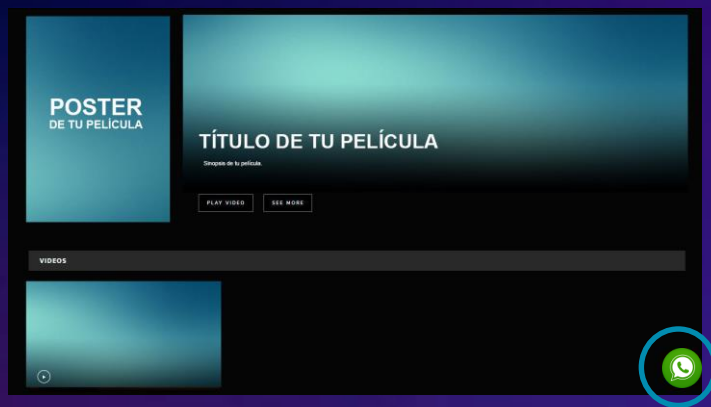 POSTER
DE TU PELÍCULA
TÍTULO DE TU PELÍCULA
Sinopsis de tu película.
PLAY VIDEO
SEE MORE
VIDEOS